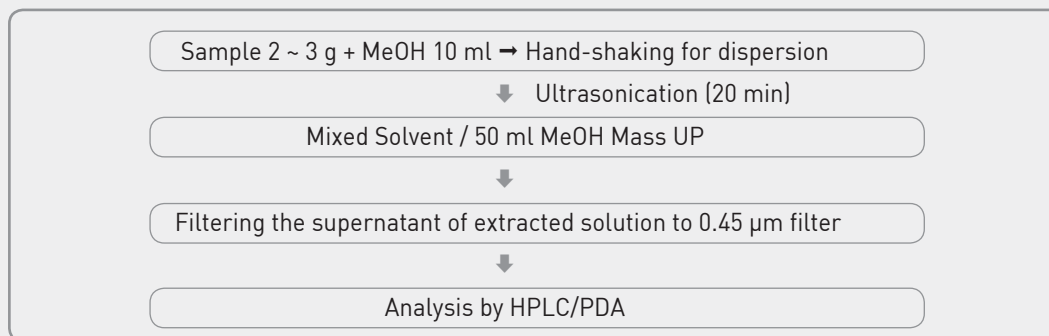 Sample 2 ~ 3 g + MeOH 10 ml ➞ Hand-shaking for dispersion
Ultrasonication (20 min)
Mixed Solvent / 50 ml MeOH Mass UP
Filtering the supernatant of extracted solution to 0.45 µm filter
Analysis by HPLC/PDA